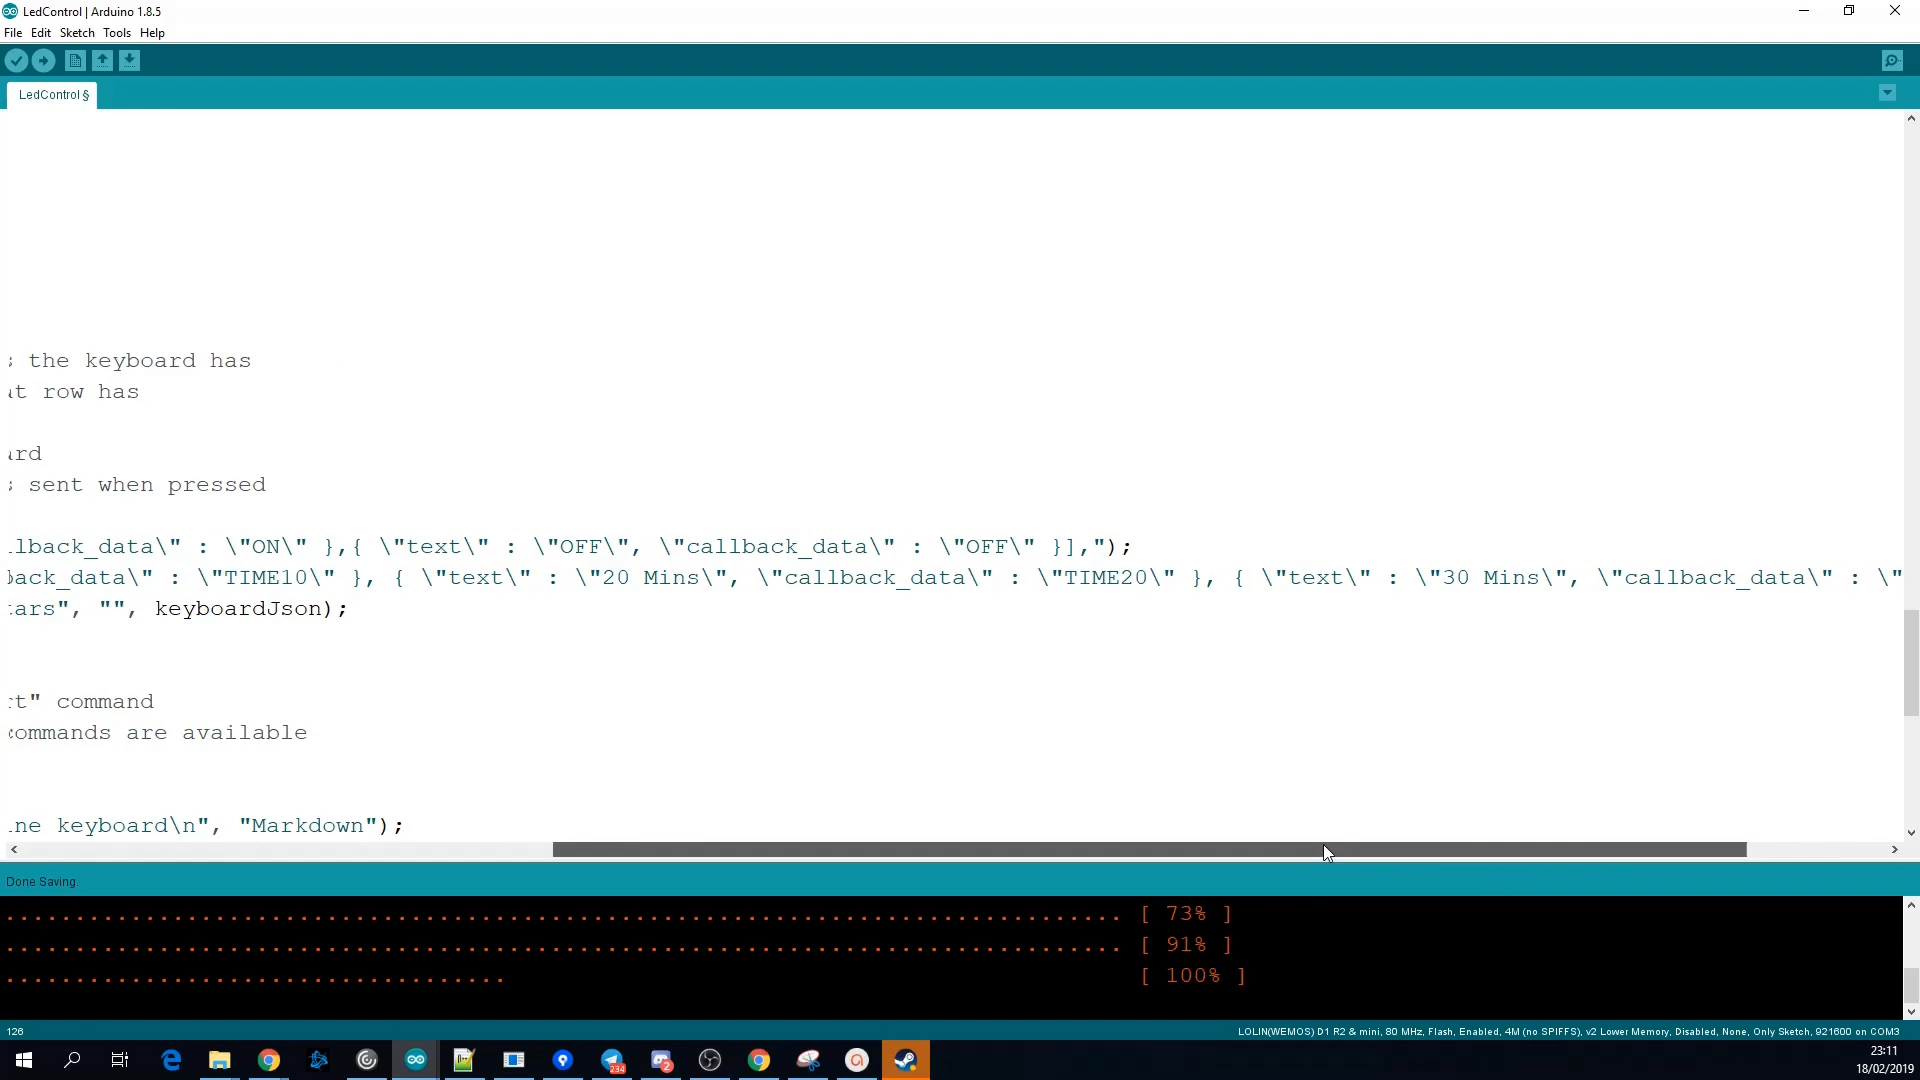 LedControl | Arduino 1.8.5
File Edit Sketch Tools Help
LedControl §
the keyboard has
row has
sent when pressed
callback_data\" : \"ON\" },{ \"text\" : \"OFF\", \"callback_data\" : \"OFF\" }],");
back_data\" : \"TIME10\" }, { \"text\" : \"20 Mins\", \"callback_data\" : \"TIME20\" }, { \"text\" : \"30 Mins\", \"callback_data\" : \"
ars", "", keyboardJson);
t" command
commands are available
ne keyboard\n", "Markdown");
Done Saving.
................................................................................ [ 73% ]
................................................................................ [ 91% ]
.................................... [ 100% ]
126
LOLIN(WEMOS) D1 R2 & mini, 80 MHz, Flash, Enabled, 4M (no SPIFFS), v2 Lower Memory, Disabled, None, Only Sketch, 921600 on COM3
234
2
23:11
18/02/2019